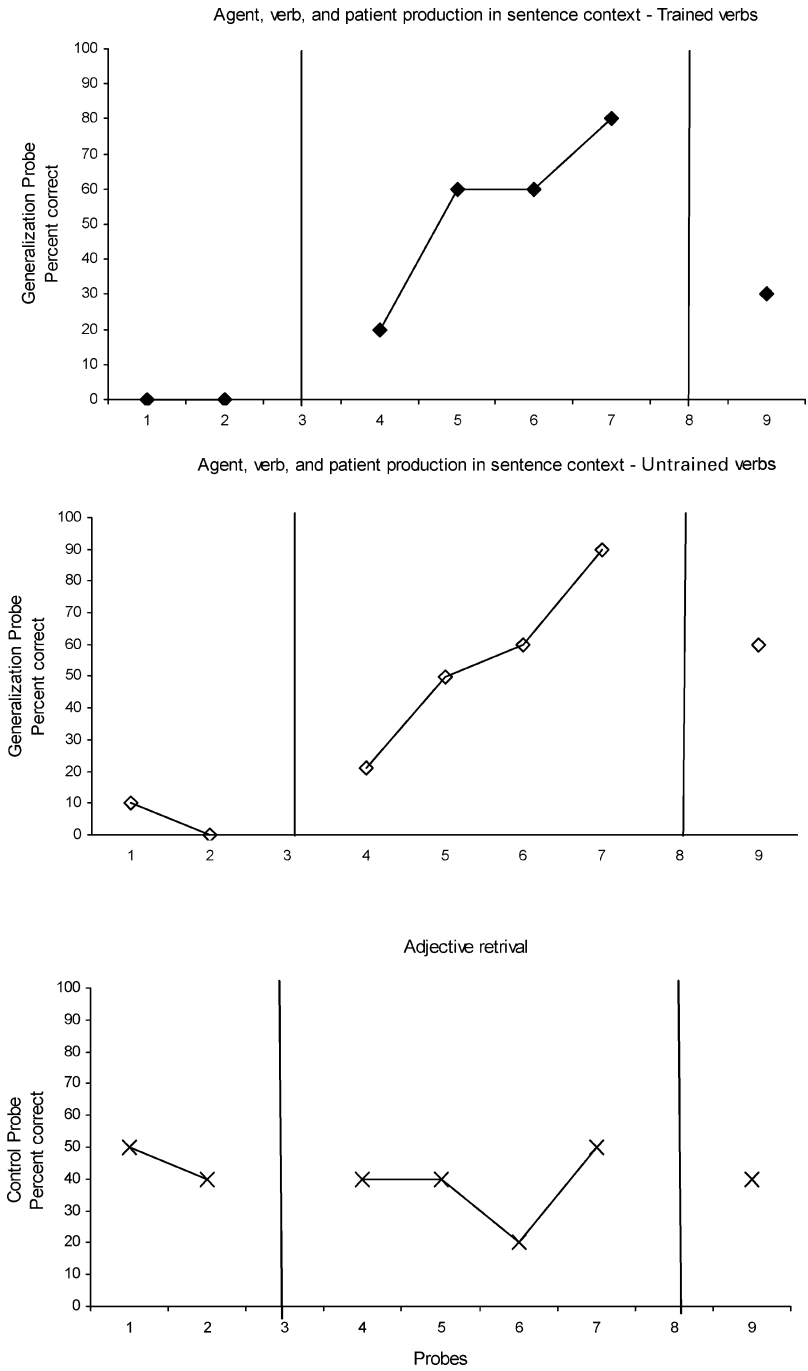 Agent, verb, and patient production in sentence context - Trained verbs
Generalization Probe
Percent correct
100
90
80
70
60
50
40
30
20
10
0
1 2 3 4 5 6 7 8 9
Agent, verb, and patient production in sentence context - Untrained verbs
Generalization Probe
Percent correct
100
90
80
70
60
50
40
30
20
10
0
1 2 3 4 5 6 7 8 9
Adjective retrival
Control Probe
Percent correct
100
90
80
70
60
50
40
30
20
10
0
1 2 3 4 5 6 7 8 9
Probes